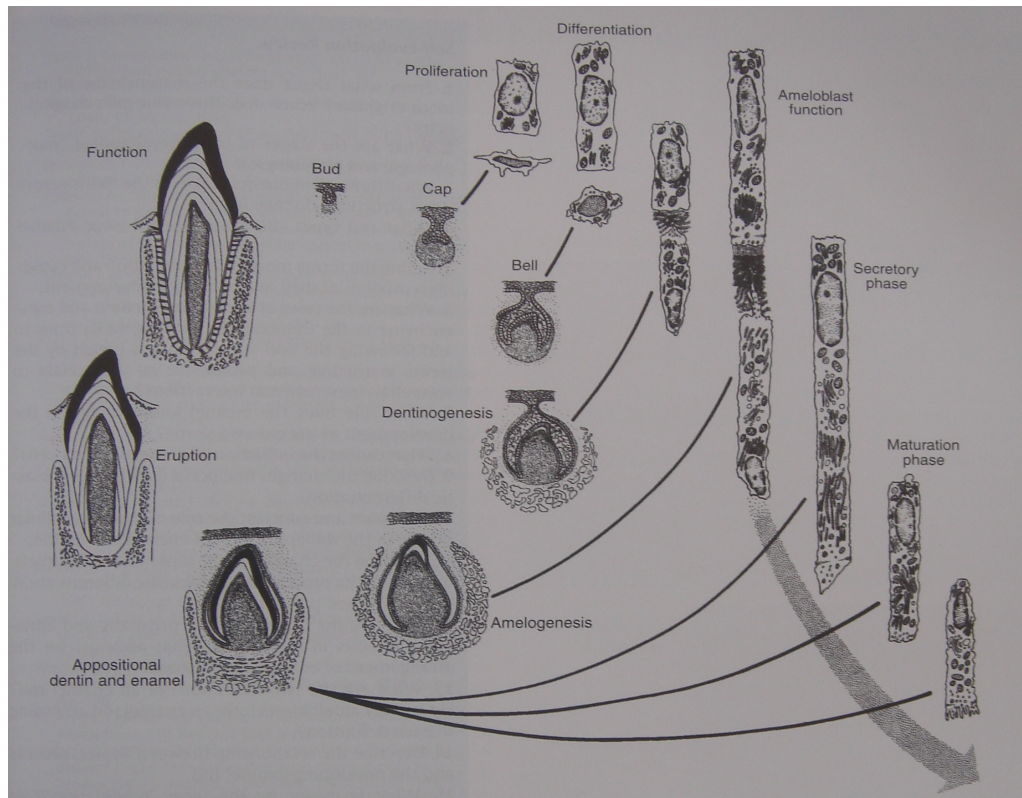 Differentiation
Proliferation
Ameloblast
function
Function
Bud
Cap
Bell
Secretory
phase
Dentinogenesis
Maturation
phase
Eruption
Amelogenesis
Appositional
dentin and enamel